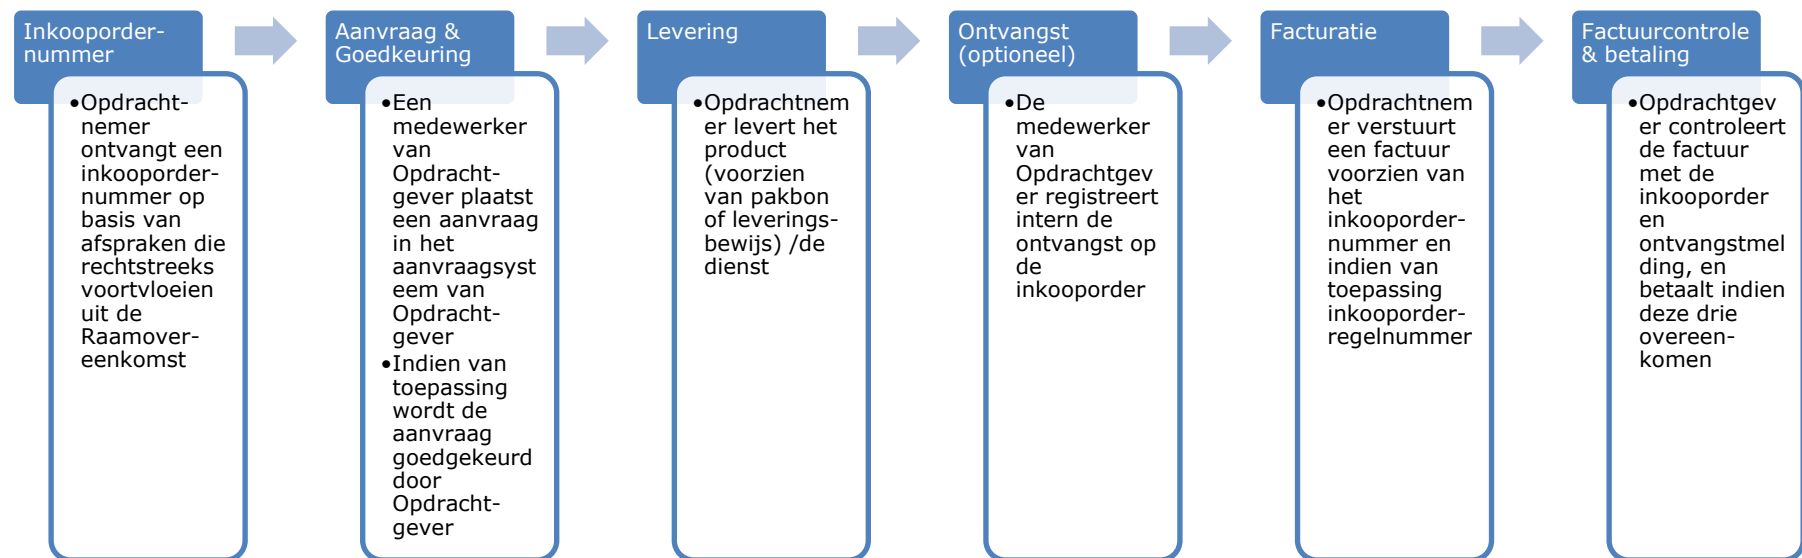 Inkooporder-
nummer
•Opdracht-
nemer
ontvangt een
inkooporder-
nummer op
basis van
afspraken die
rechtstreeks
voortvloeien
uit de
Raamover-
eenkomst
Aanvraag &
Goedkeuring
•Een
medewerker
van
Opdracht-
gever plaatst
een aanvraag
in het
aanvraagsyst
eem van
Opdracht-
gever
•Indien van
toepassing
wordt de
aanvraag
goedgekeurd
door
Opdracht-
gever
Levering
•Opdrachtnem
er levert het
product
(voorzien
van pakbon
of leverings-
bewijs) /de
dienst
Ontvangst
(optioneel)
•De
medewerker
van
Opdrachtgev
er registreert
intern de
ontvangst op
de
inkooporder
Facturatie
•Opdrachtnem
er verstuurt
een factuur
voorzien van
het
inkooporder-
nummer en
indien van
toepassing
inkooporder-
regelnummer
Factuurcontrole
& betaling
•Opdrachtgev
er controleert
de factuur
met de
inkooporder
en
ontvangstmel
ding, en
betaalt indien
deze drie
overeen-
komen